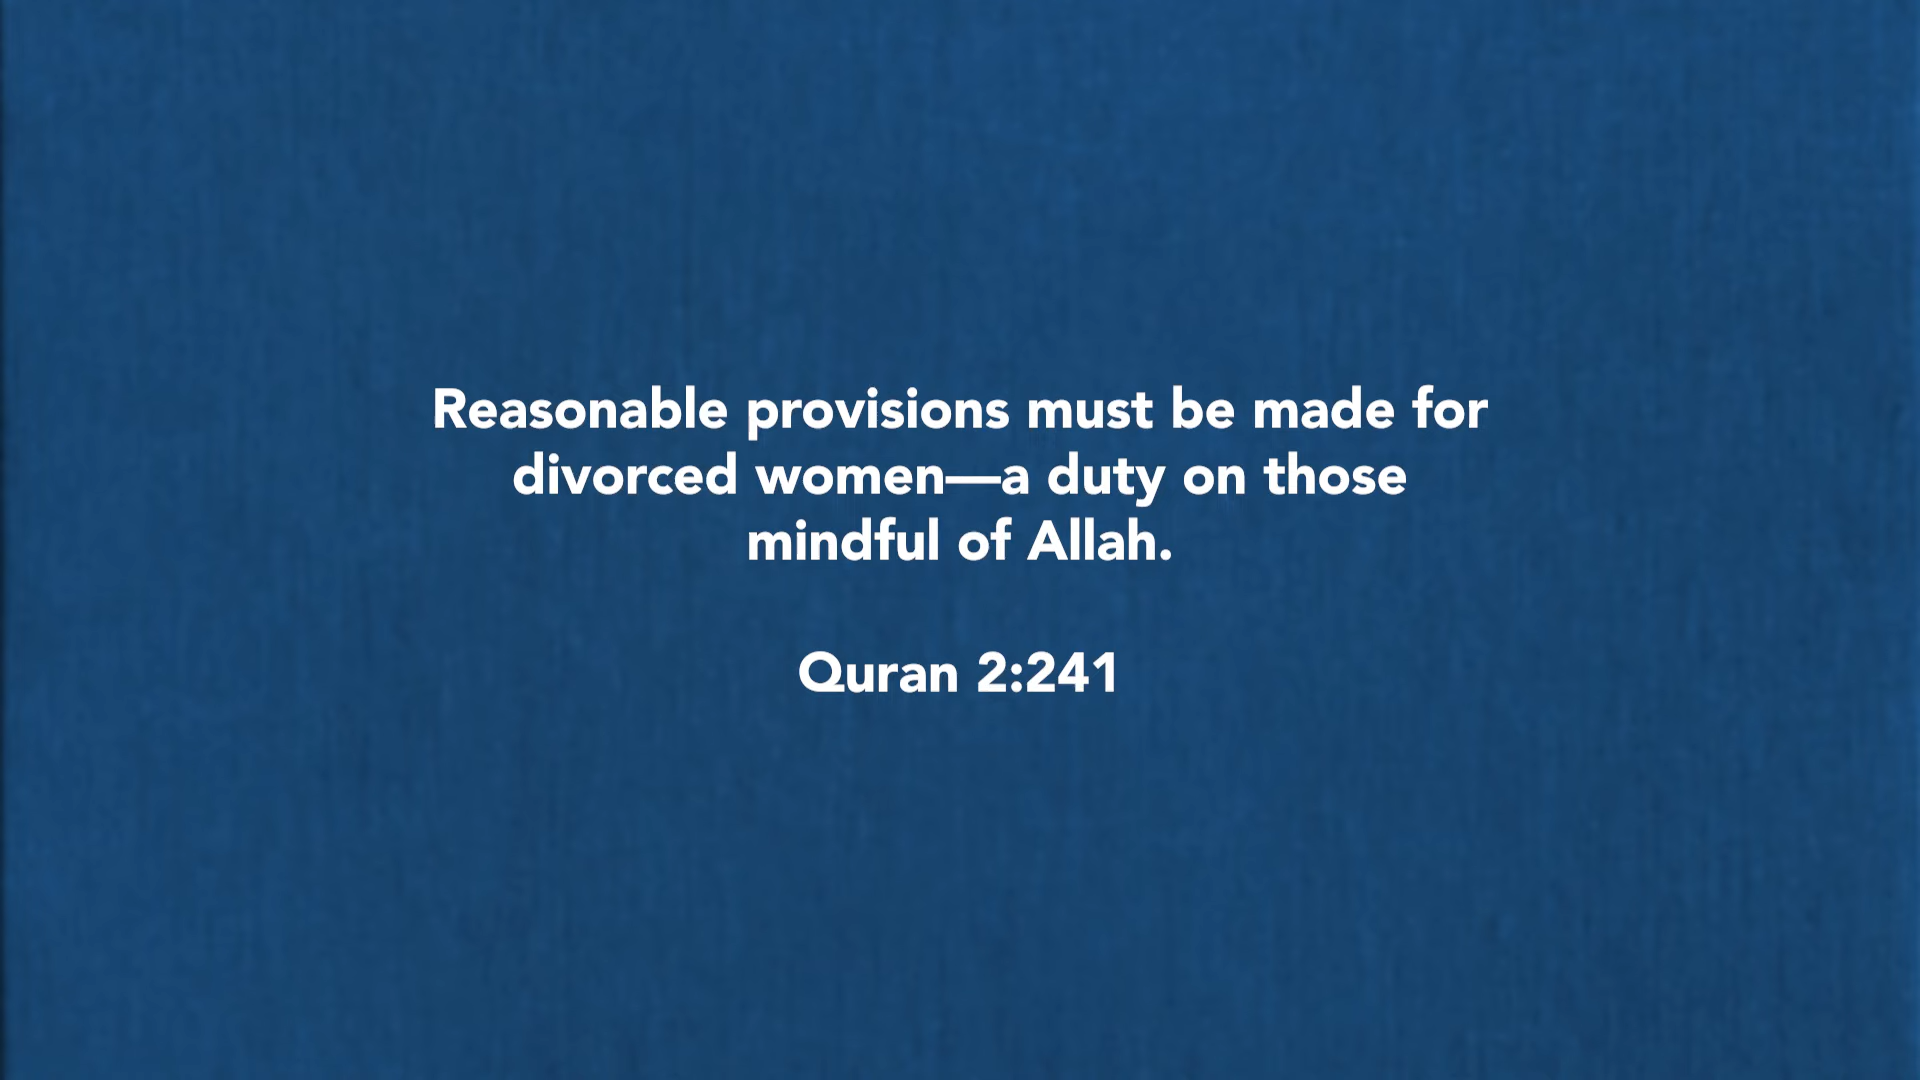 Reasonable provisions must be made for
divorced women—a duty on those
mindful of Allah.
Quran 2:241